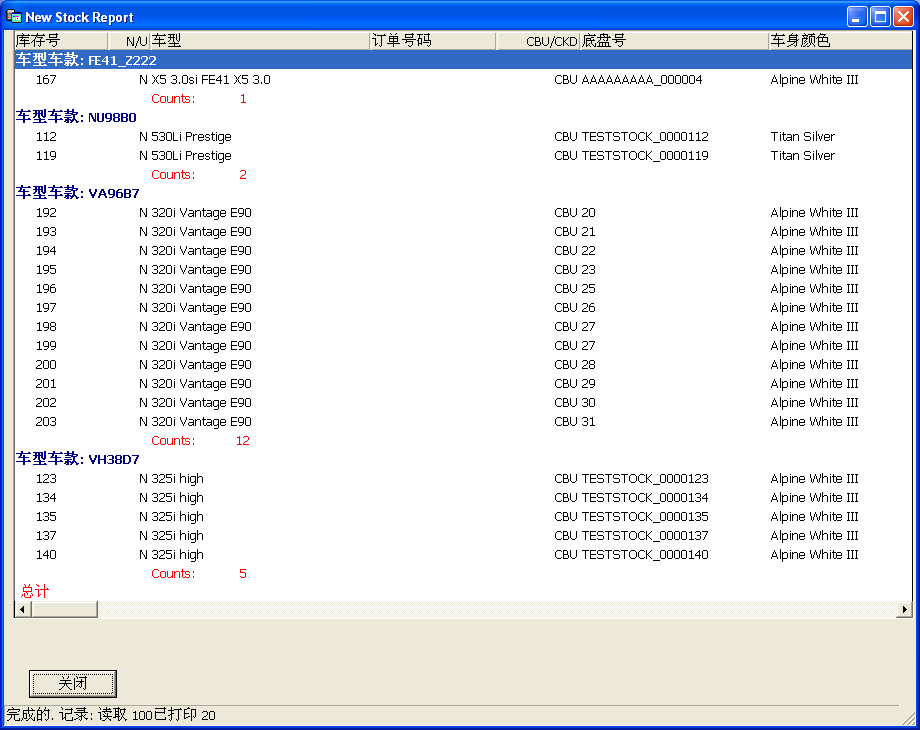 New Stock Report
库存号 N/U 车型 订单号码 CBU/CKD 底盘号 车身颜色
车型车款: FE41_Z222
167 N X5 3.0si FE41 X5 3.0 CBU AAAAAAAAA_000004 Alpine White III
Counts: 1
车型车款: NU98B0
112 N 530Li Prestige CBU TESTSTOCK_0000112 Titan Silver
119 N 530Li Prestige CBU TESTSTOCK_0000119 Titan Silver
Counts: 2
车型车款: VA96B7
192 N 320i Vantage E90 CBU 20 Alpine White III
193 N 320i Vantage E90 CBU 21 Alpine White III
194 N 320i Vantage E90 CBU 22 Alpine White III
195 N 320i Vantage E90 CBU 23 Alpine White III
196 N 320i Vantage E90 CBU 25 Alpine White III
197 N 320i Vantage E90 CBU 26 Alpine White III
198 N 320i Vantage E90 CBU 27 Alpine White III
199 N 320i Vantage E90 CBU 27 Alpine White III
200 N 320i Vantage E90 CBU 28 Alpine White III
201 N 320i Vantage E90 CBU 29 Alpine White III
202 N 320i Vantage E90 CBU 30 Alpine White III
203 N 320i Vantage E90 CBU 31 Alpine White III
Counts: 12
车型车款: VH38D7
123 N 325i high CBU TESTSTOCK_0000123 Alpine White III
134 N 325i high CBU TESTSTOCK_0000134 Alpine White III
135 N 325i high CBU TESTSTOCK_0000135 Alpine White III
137 N 325i high CBU TESTSTOCK_0000137 Alpine White III
140 N 325i high CBU TESTSTOCK_0000140 Alpine White III
Counts: 5
总计
关闭
完成的. 记录: 读取 100已打印 20